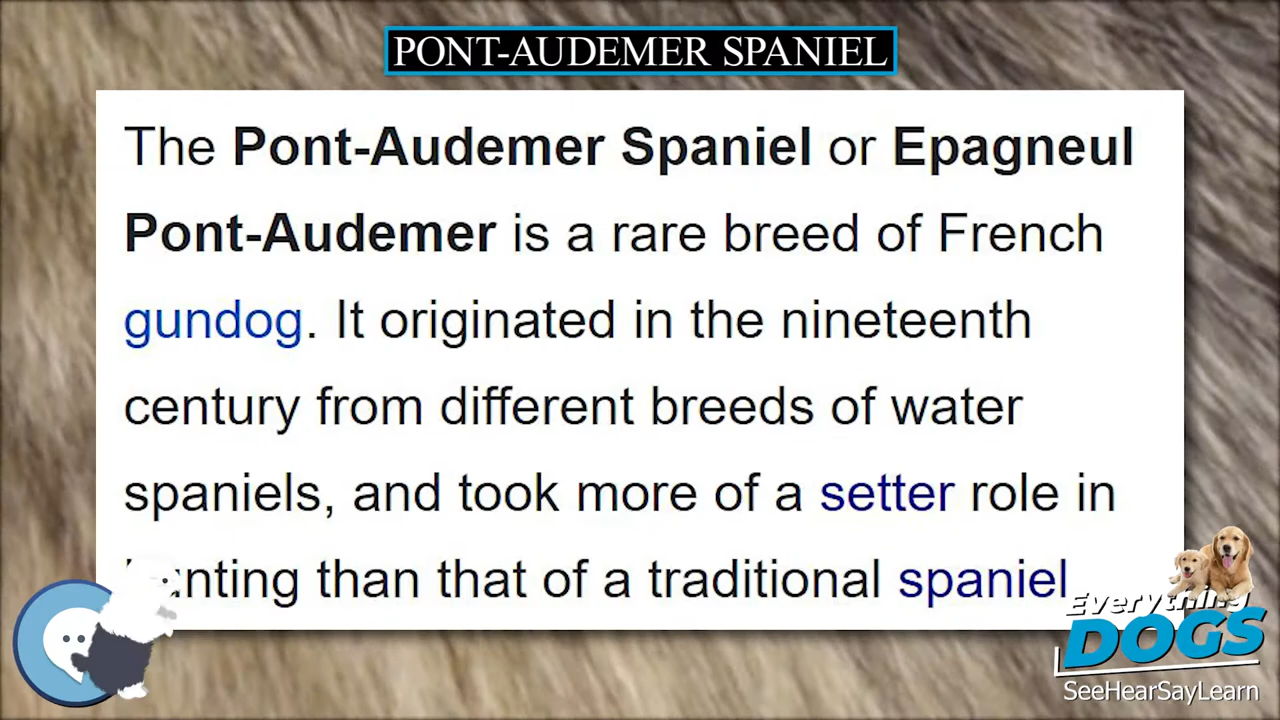 PONT-AUDEMER SPANIEL
The Pont-Audemer Spaniel or Epagneul
Pont-Audemer is a rare breed of French
gundog. It originated in the nineteenth
century from different breeds of water
spaniels, and took more of a setter role in
hunting than that of a traditional spaniel
Everything
DOGS
SeeHearSayLearn